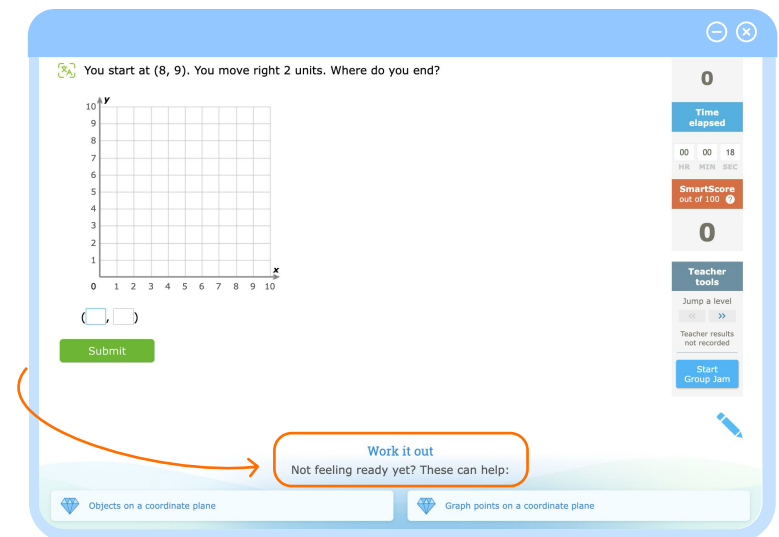 You start at (8, 9). You move right 2 units. Where do you end?
y
10
9
8
7
6
5
4
3
2
1
x
0 1 2 3 4 5 6 7 8 9 10
( , )
Submit
0
Time
elapsed
00 00 18
HR MIN SEC
SmartScore
out of 100 ?
0
Teacher
tools
Jump a level
<< >>
Teacher results
not recorded
Start
Group Jam
Work it out
Not feeling ready yet? These can help:
Objects on a coordinate plane
Graph points on a coordinate plane